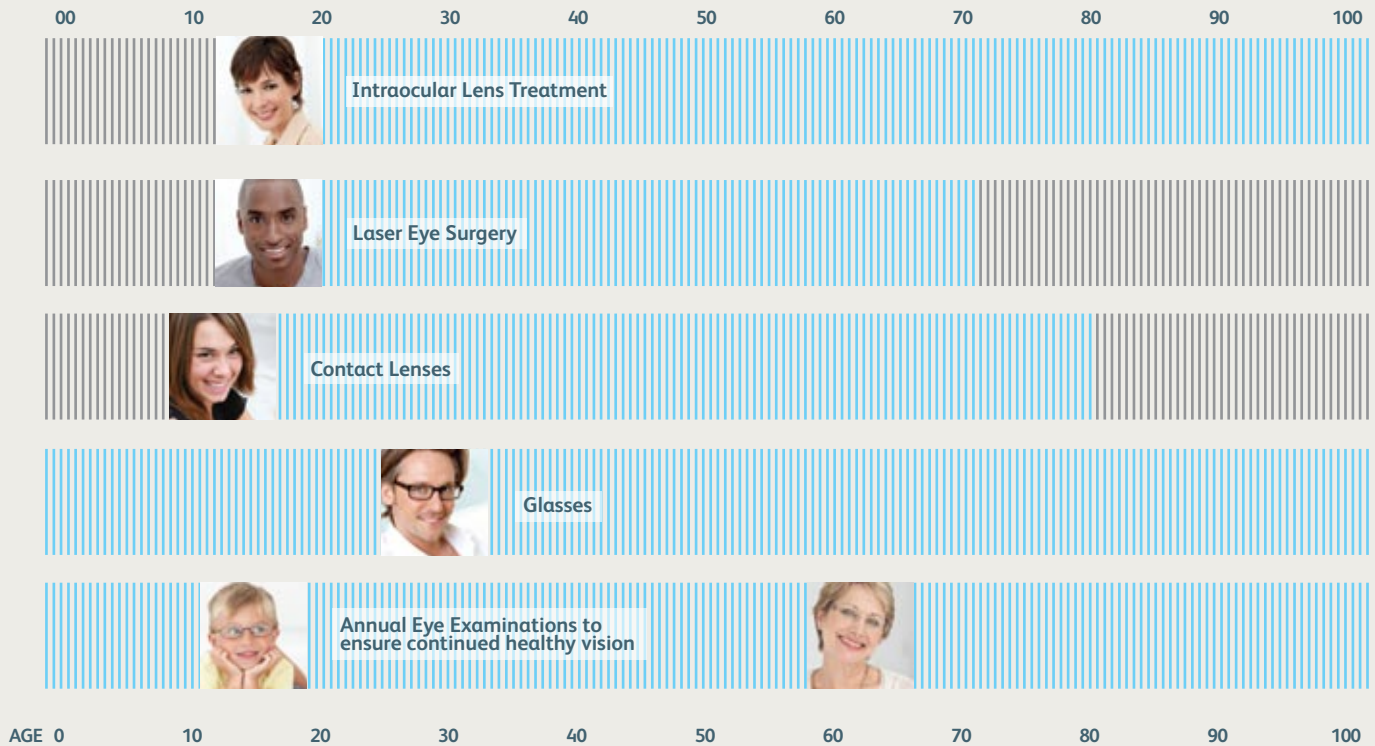 00 10 20 30 40 50 60 70 80 90 100
Intraocular Lens Treatment
Laser Eye Surgery
Contact Lenses
Glasses
Annual Eye Examinations to
ensure continued healthy vision
AGE 0 10 20 30 40 50 60 70 80 90 100